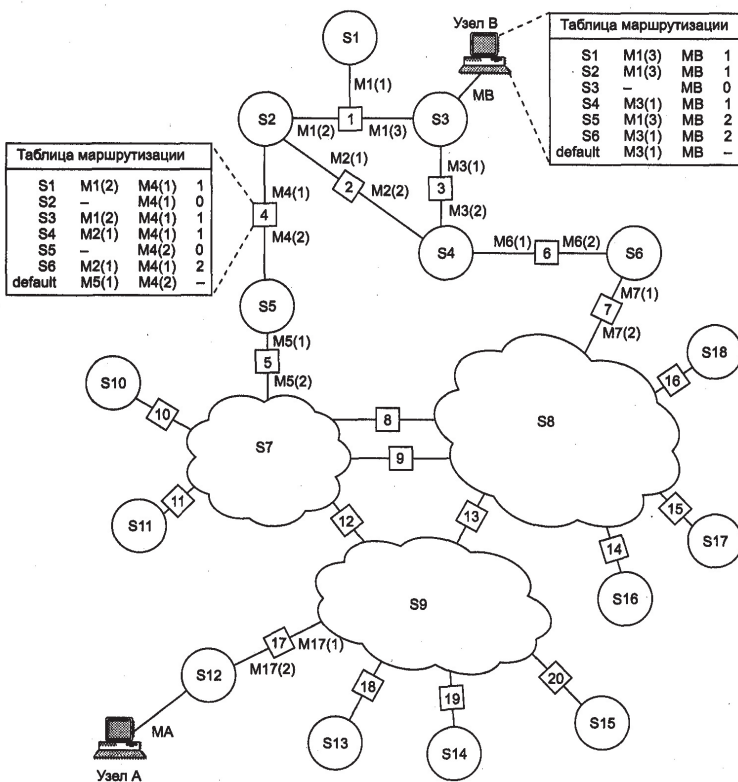 Узел B
Таблица маршрутизации
S1 M1(3) MB 1
S2 M1(3) MB 1
S3 – MB 0
S4 M3(1) MB 1
S5 M1(3) MB 2
S6 M3(1) MB 2
default M3(1) MB –
S1
M1(1)
MB
S2
M1(2)
1
M1(3)
S3
Таблица маршрутизации
S1 M1(2) M4(1) 1
S2 – M4(1) 0
S3 M1(2) M4(1) 1
S4 M2(1) M4(1) 1
S5 – M4(2) 0
S6 M2(1) M4(1) 2
default M5(1) M4(2) –
M2(1)
2
M2(2)
M3(1)
3
M3(2)
M4(1)
4
M4(2)
S4
M6(1)
6
M6(2)
S6
S5
M7(1)
7
M7(2)
M5(1)
5
M5(2)
S10
10
S18
16
S7
8
9
S8
11
S11
12
13
15
S17
14
S16
S9
17
M17(1)
M17(2)
S12
18
19
20
S13
S14
S15
MA
Узел A